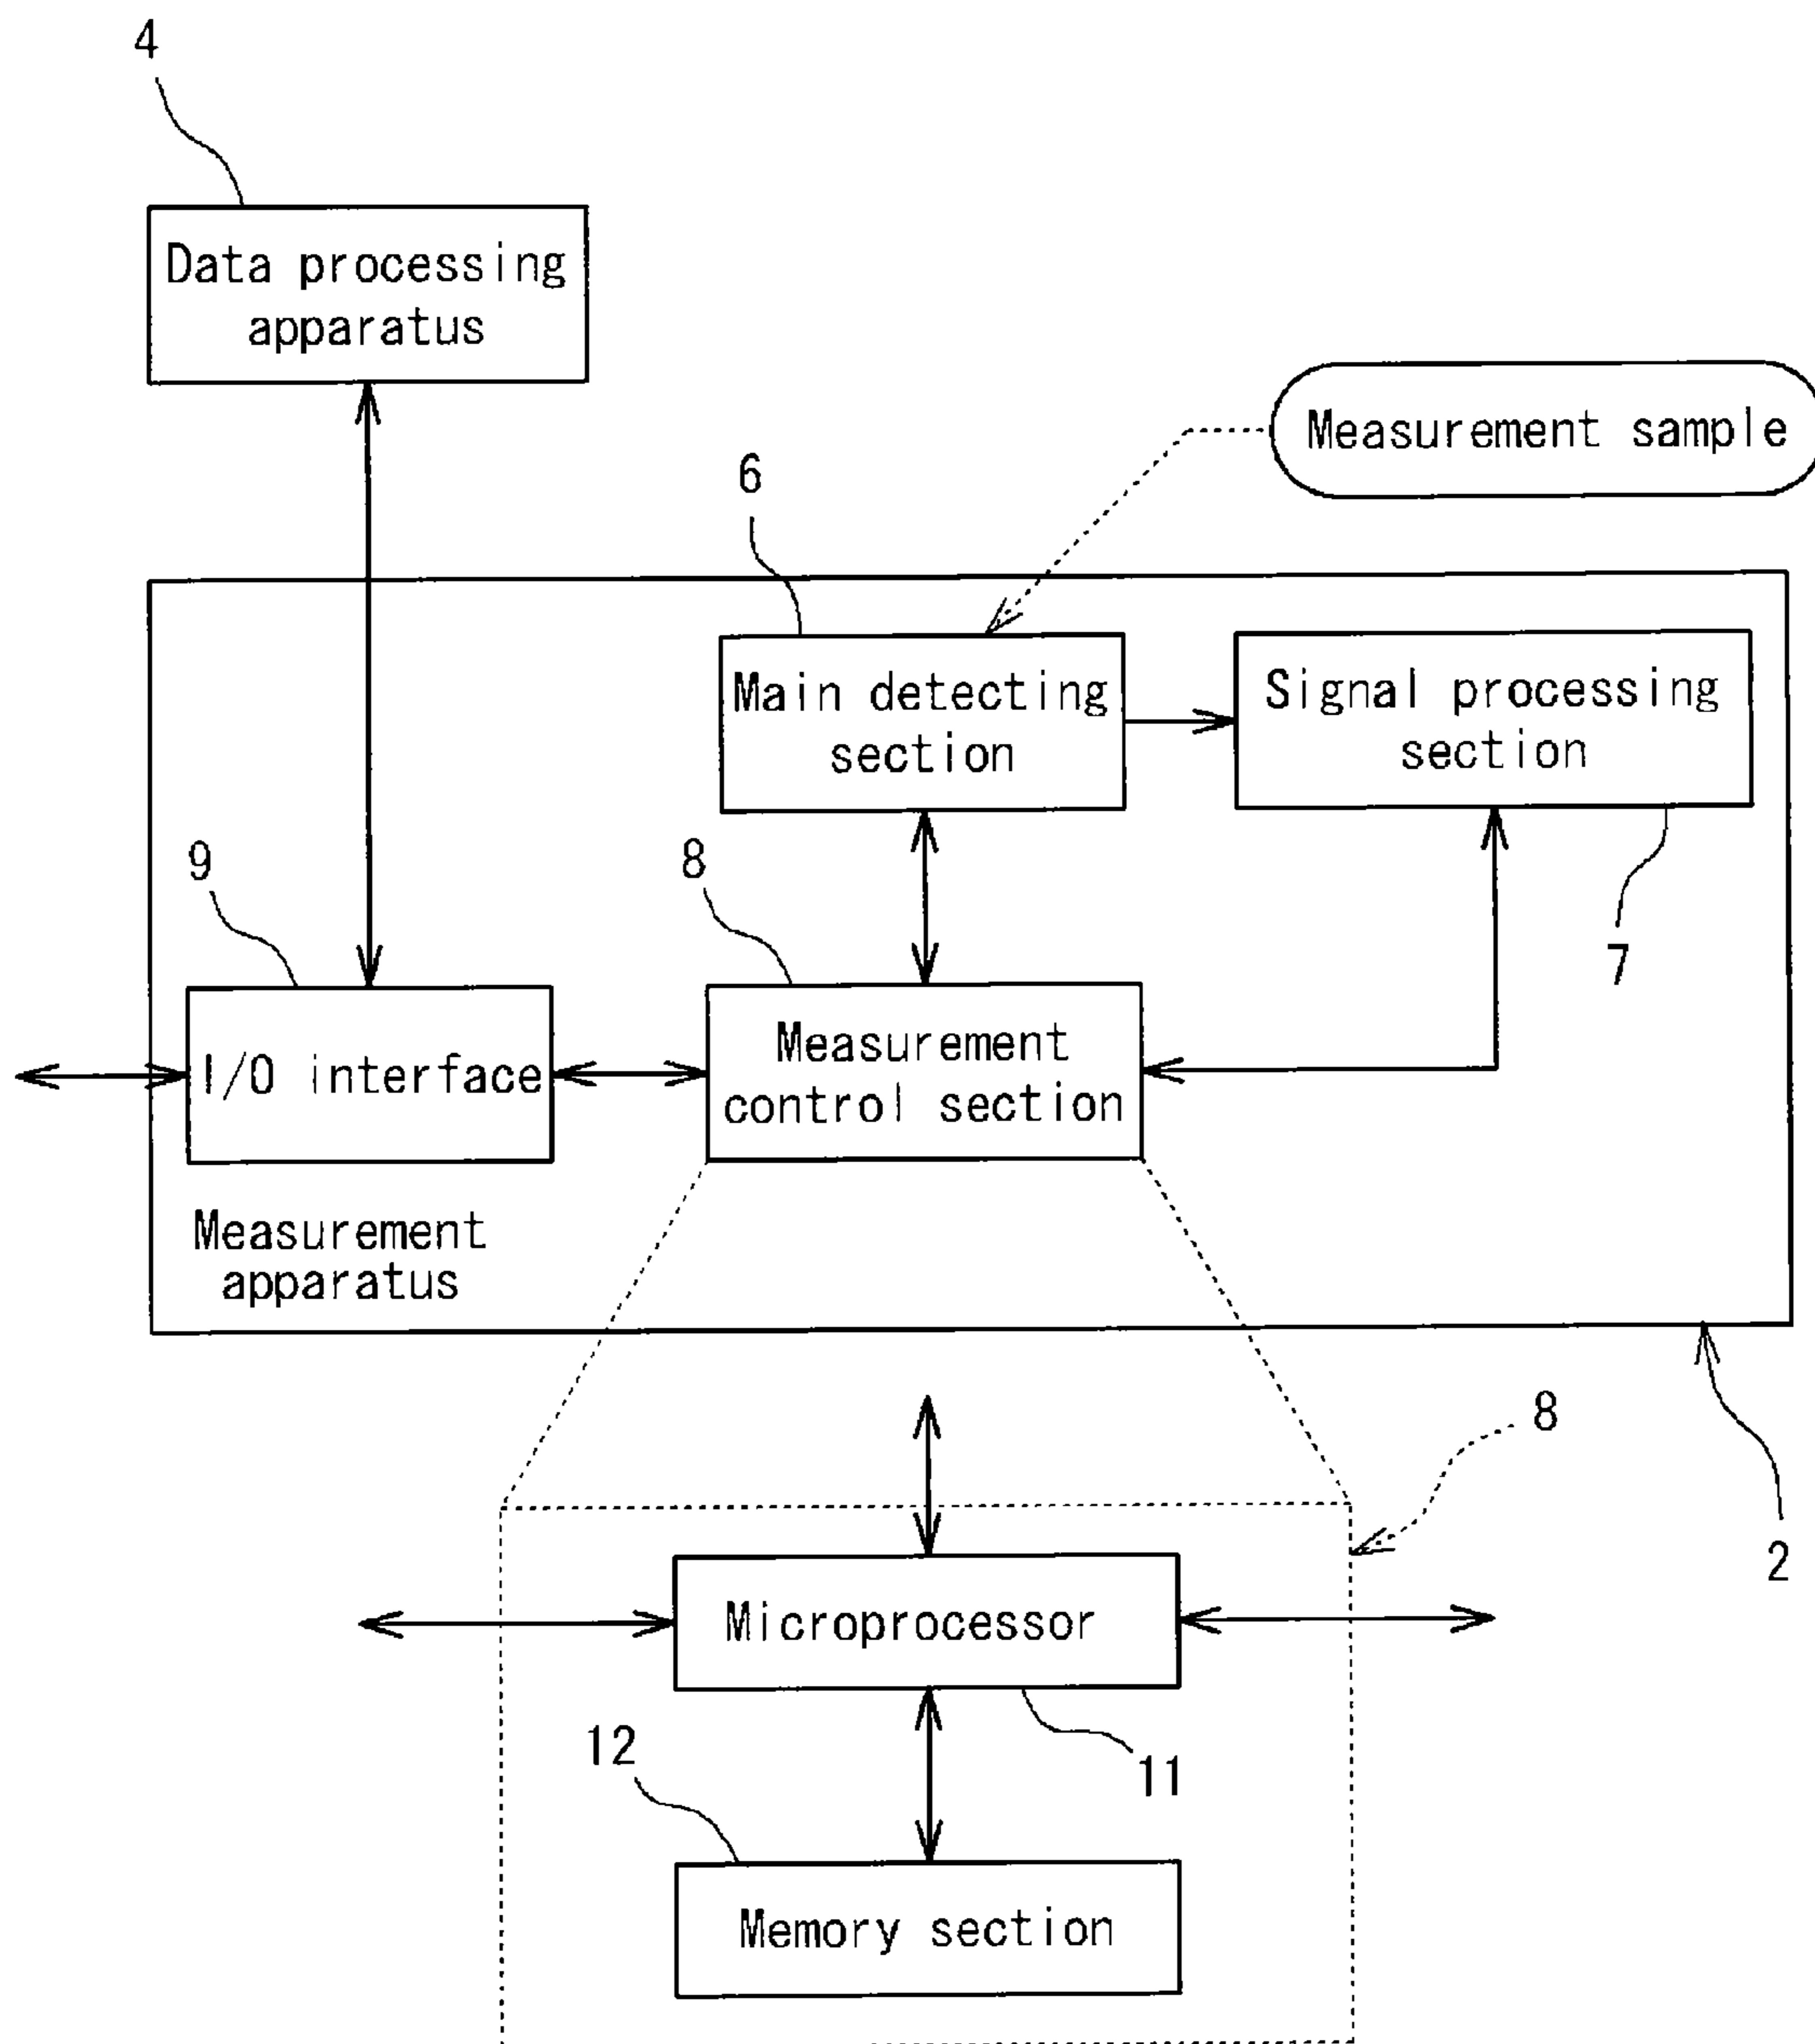 4
Data processing
apparatus
Measurement sample
6
Main detecting
section
Signal processing
section
9
8
7
I/O interface
Measurement
control section
Measurement
apparatus
8
2
Microprocessor
12
11
Memory section